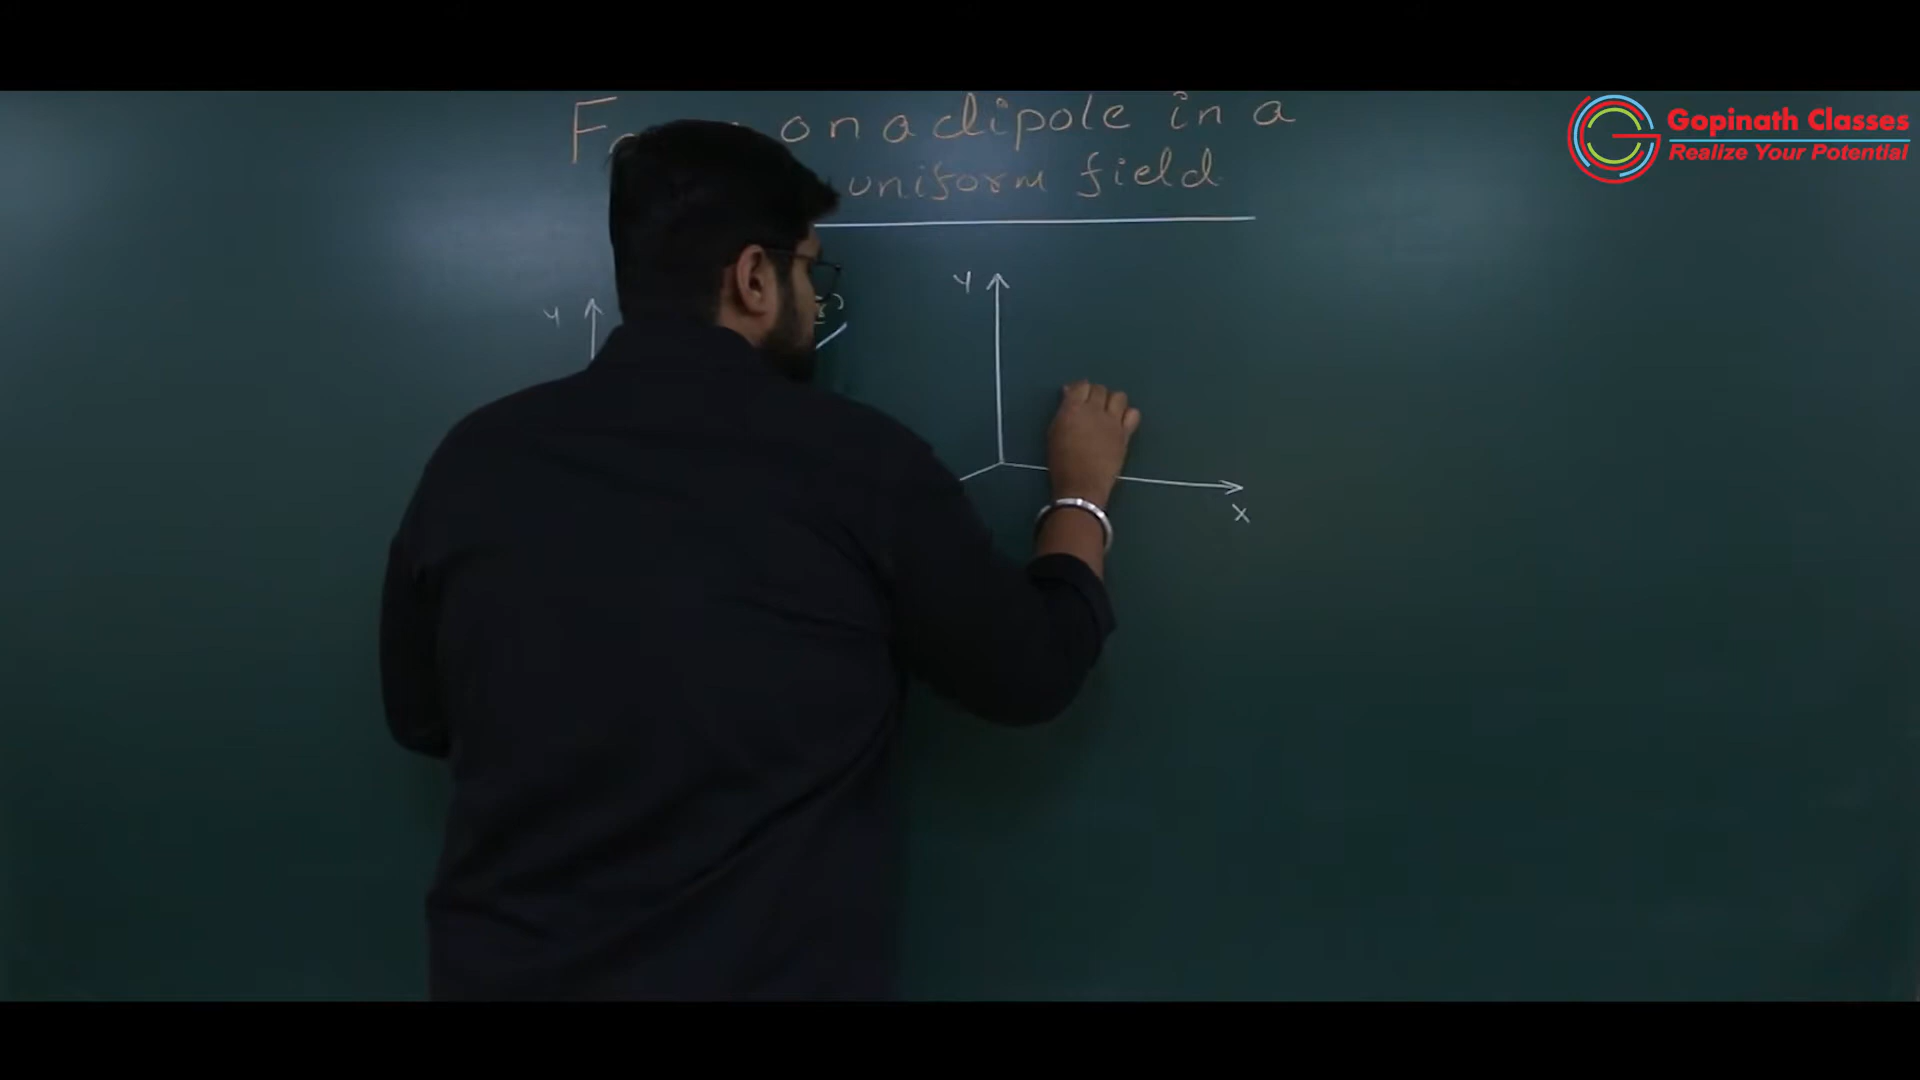 on a dipole in a
uniform field
Gopinath Classes
Realize Your Potential
Y
Y
X